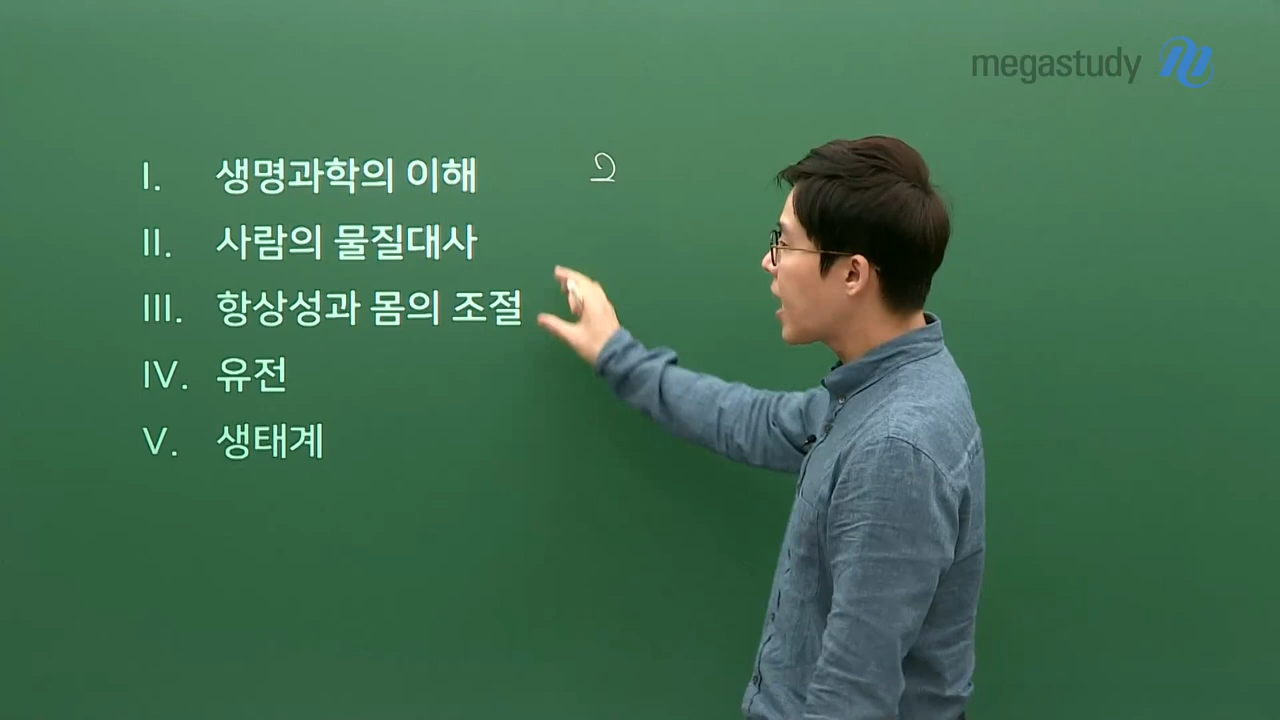 megastudy
I. 생명과학의 이해 2
II. 사람의 물질대사
III. 항상성과 몸의 조절
IV. 유전
V. 생태계